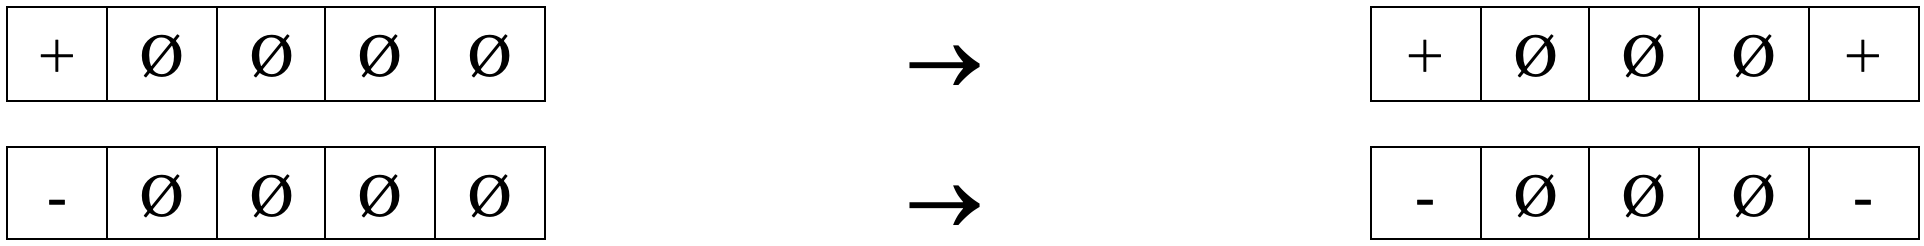 + Ø Ø Ø Ø → + Ø Ø Ø +
- Ø Ø Ø Ø → - Ø Ø Ø -